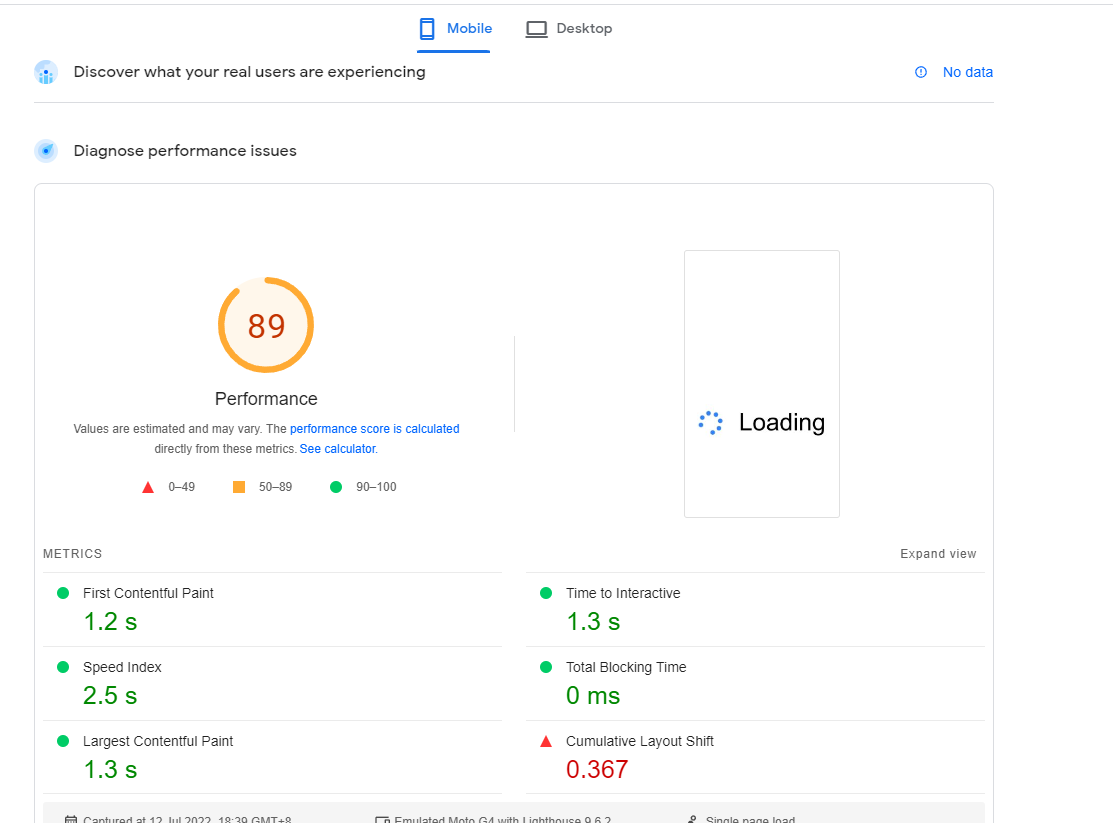 Mobile
Desktop
Discover what your real users are experiencing
No data
Diagnose performance issues
89
Performance
Values are estimated and may vary. The performance score is calculated
directly from these metrics. See calculator.
0–49
50–89
90–100
Loading
METRICS
Expand view
First Contentful Paint
1.2 s
Time to Interactive
1.3 s
Speed Index
2.5 s
Total Blocking Time
0 ms
Largest Contentful Paint
1.3 s
Cumulative Layout Shift
0.367
Captured at 12 Jul 2022, 18:39 GMT+8
Emulated Moto G4 with Lighthouse 9.6.2
Single page load